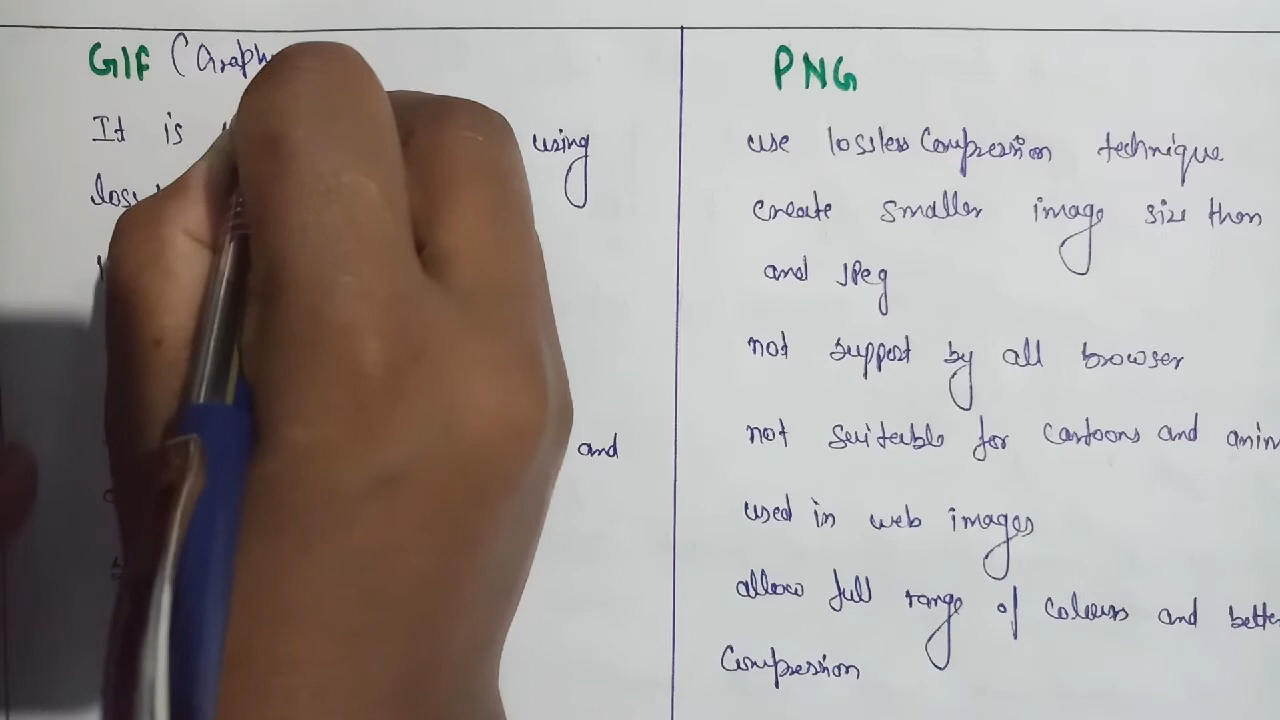 GIF (Graph
It is using
loss
and
PNG
use lossless Compression technique
create smaller image size then
and JPeg
not support by all browser
not suitable for cartoons and anim
used in web images
allow full range of colours and bette
Compression